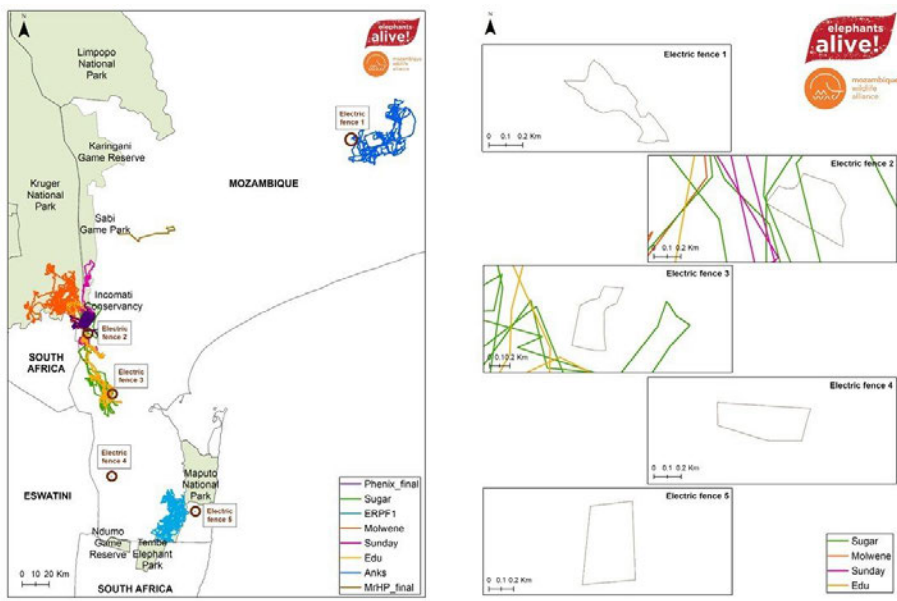 N
elephants
alive!
mozambique
wildlife
alliance
Limpopo
National
Park
Electric
fence 1
Karingani
Game Reserve
Kruger
National
Park
MOZAMBIQUE
Sabi
Game Park
Incomati
Conservancy
Electric
fence 2
SOUTH
AFRICA
Electric
fence 3
Electric
fence 4
Maputo
National
Park
ESWATINI
Electric
fence 5
Ndumo
Game
Reserve
Tembe
Elephant
Park
SOUTH AFRICA
0 10 20 Km
Phenix_final
Sugar
ERPF1
Molwene
Sunday
Edu
Anks
MrHP_final
N
elephants
alive!
mozambique
wildlife
alliance
Electric fence 1
0 0.1 0.2 Km
Electric fence 2
0 0.1 0.2 Km
Electric fence 3
0 0.10.2 Km
Electric fence 4
0 0.1 0.2 Km
Electric fence 5
0 0.1 0.2 Km
Sugar
Molwene
Sunday
Edu